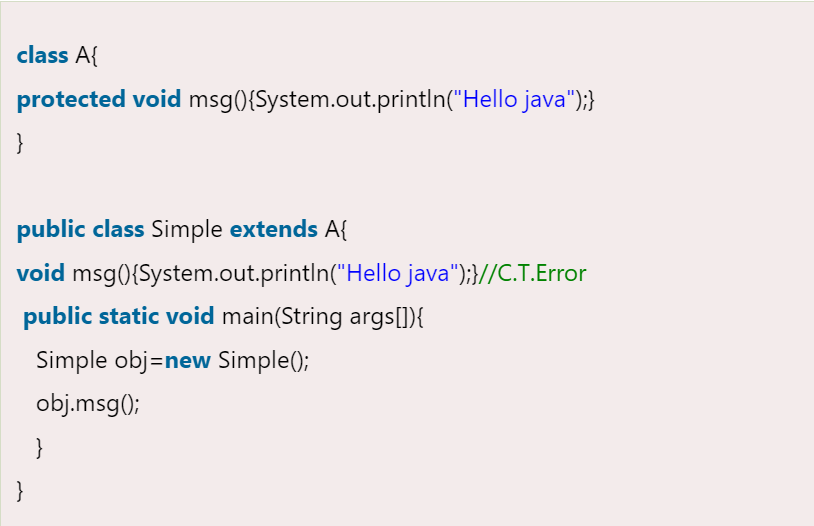 class A{
protected void msg(){System.out.println("Hello java");}
}
public class Simple extends A{
void msg(){System.out.println("Hello java");}//C.T.Error
public static void main(String args[]){
Simple obj=new Simple();
obj.msg();
}
}